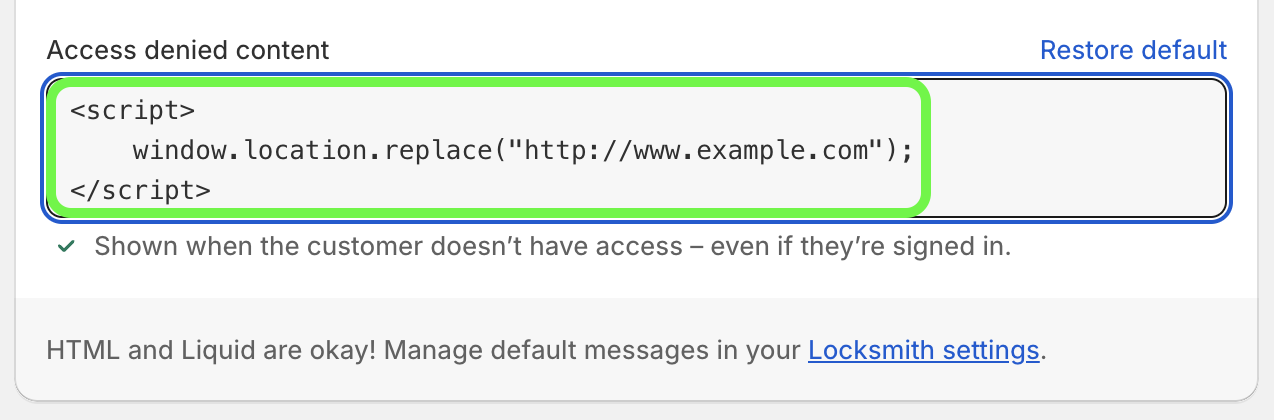 Access denied content
Restore default
<script>
window.location.replace("http://www.example.com");
</script>
Shown when the customer doesn’t have access – even if they’re signed in.
HTML and Liquid are okay! Manage default messages in your Locksmith settings.